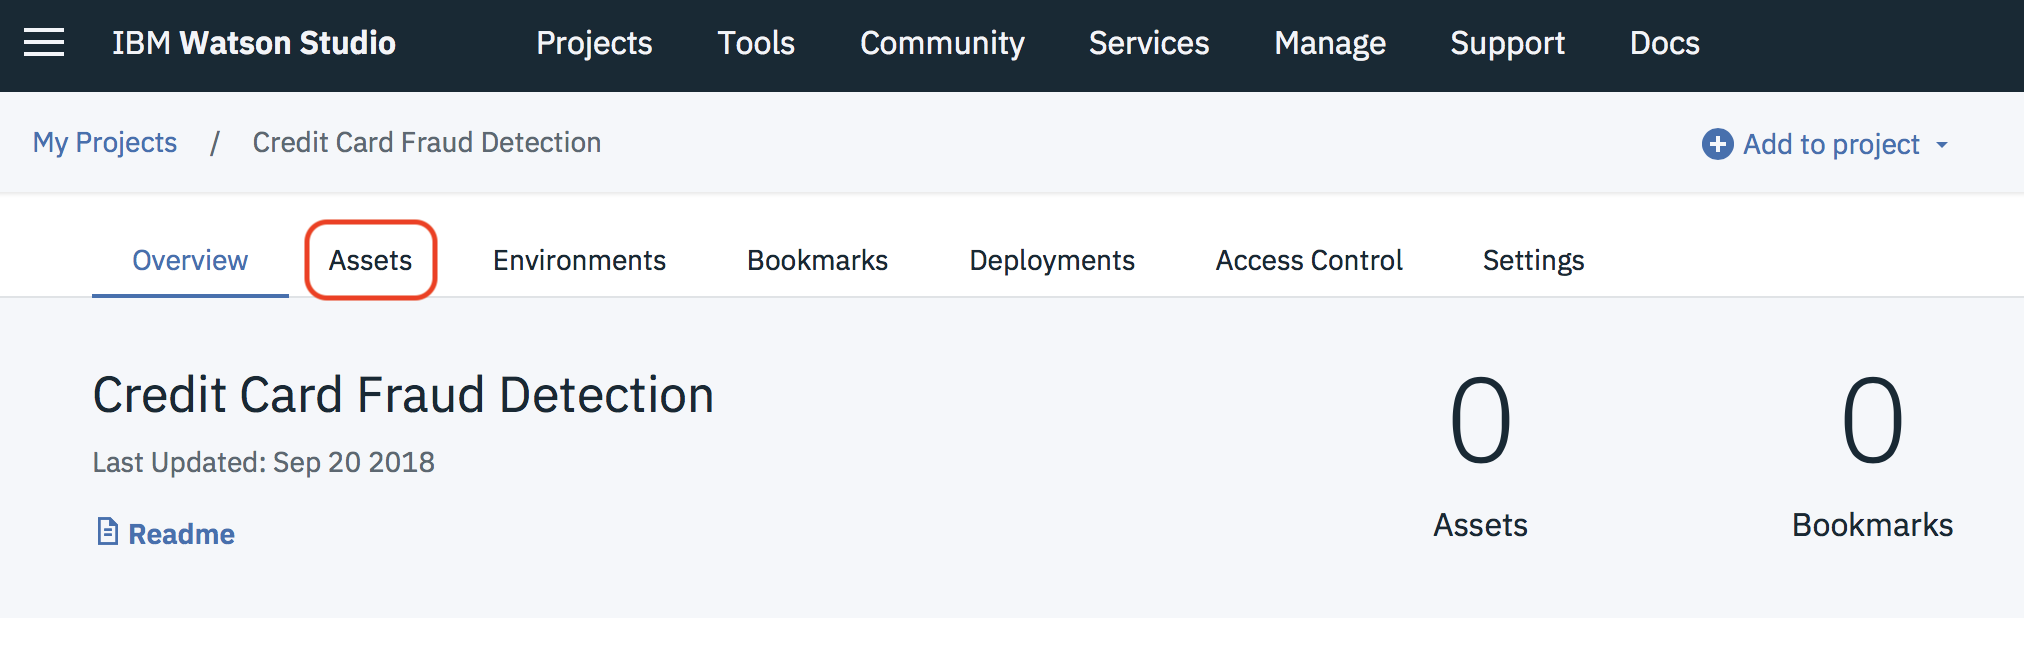 IBM Watson Studio Projects Tools Community Services Manage Support Docs
My Projects / Credit Card Fraud Detection Add to project
Overview Assets Environments Bookmarks Deployments Access Control Settings
Credit Card Fraud Detection
Last Updated: Sep 20 2018
Readme
0
Assets
0
Bookmarks